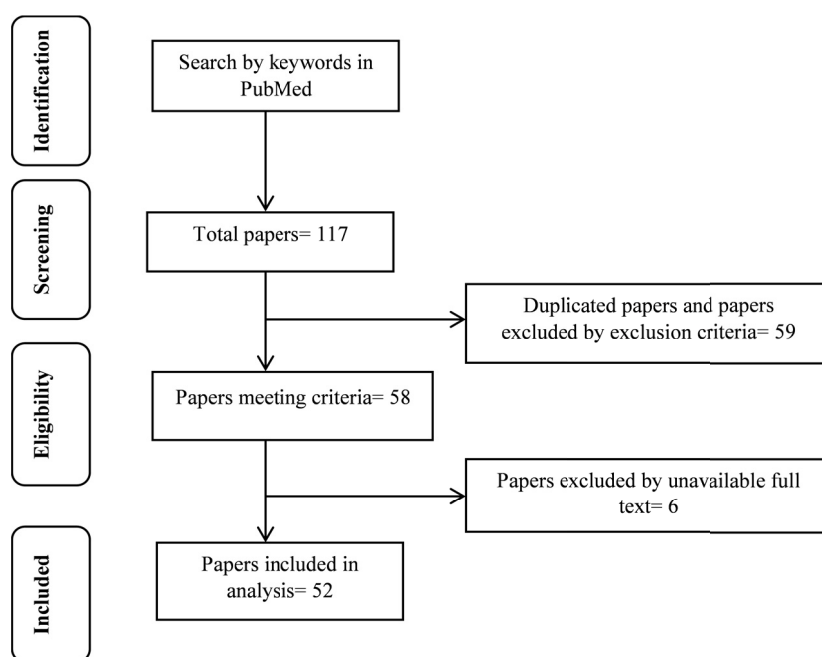 Identification
Search by keywords in
PubMed
Screening
Total papers= 117
Duplicated papers and papers
excluded by exclusion criteria= 59
Eligibility
Papers meeting criteria= 58
Papers excluded by unavailable full
text= 6
Included
Papers included in
analysis= 52